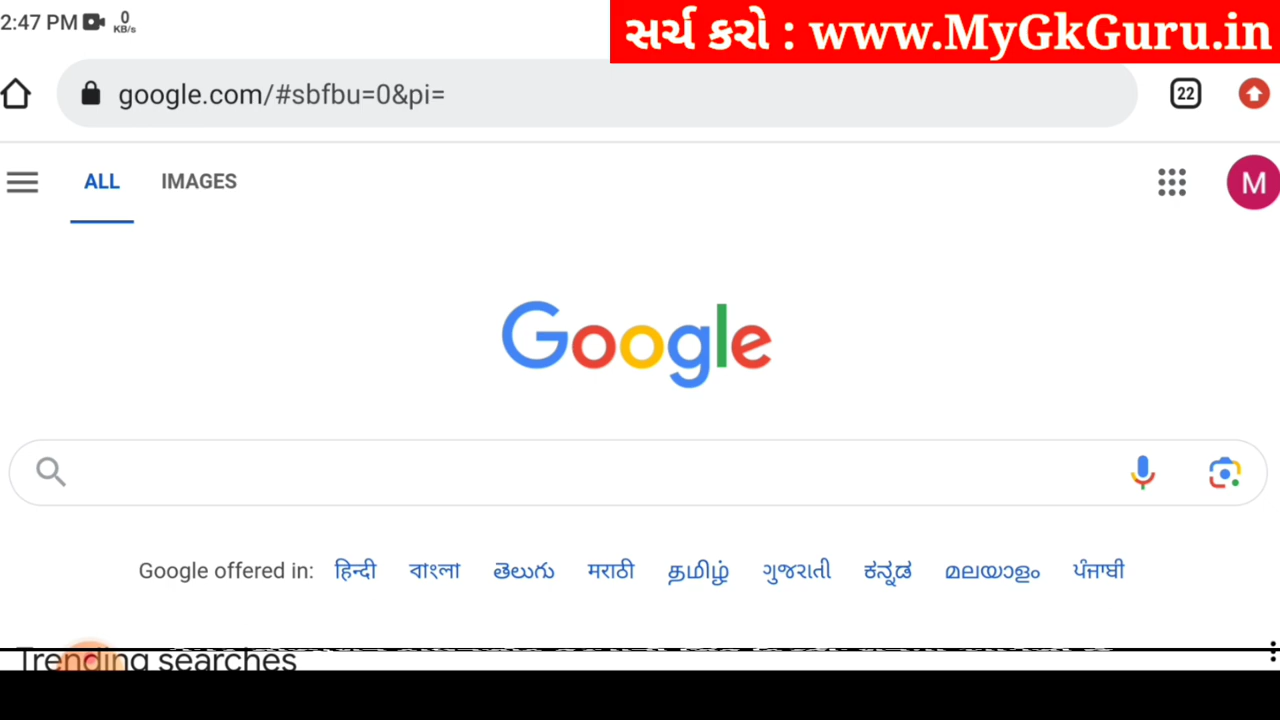 2:47 PM 0 KB/s
સર્ચ કરો : www.MyGkGuru.in
google.com/#sbfbu=0&pi=
22
ALL IMAGES
M
Google
Google offered in: हिन्दी বাংলা తెలుగు मराठी தமிழ் ગુજરાતી ಕನ್ನಡ മലയാളം ਪੰਜਾਬੀ
Trending searches